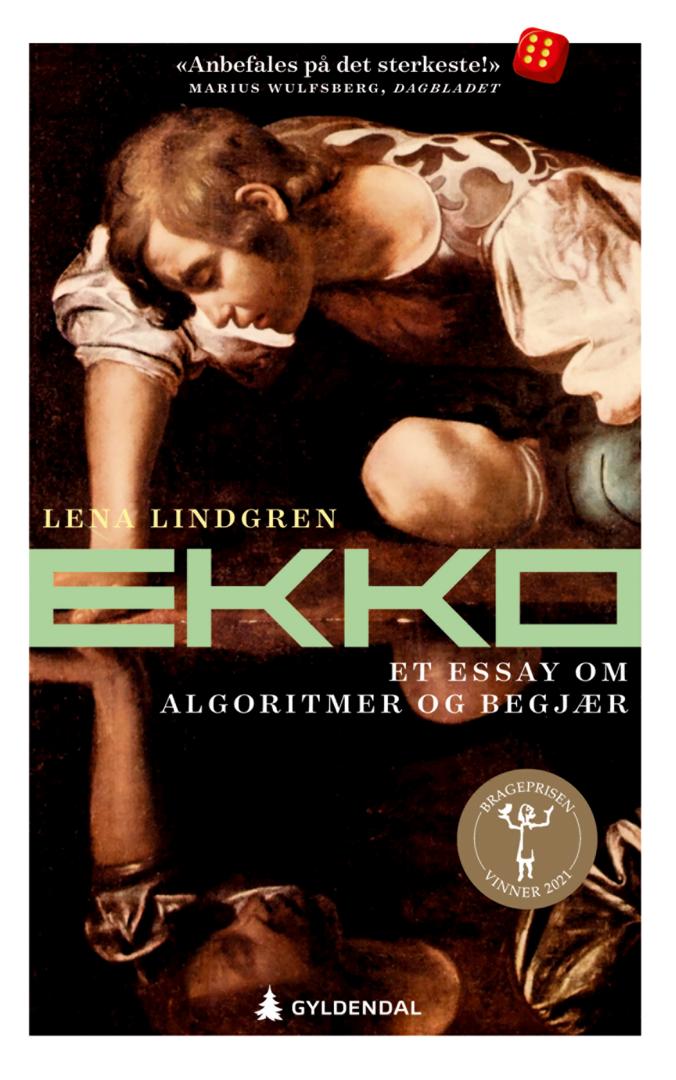 «Anbefales på det sterkeste!»
MARIUS WULFSBERG, DAGBLADET
LENA LINDGREN
EKKO
ET ESSAY OM
ALGORITMER OG BEGJÆR
BRAGEPRISEN
VINNER 2021
GYLDENDAL